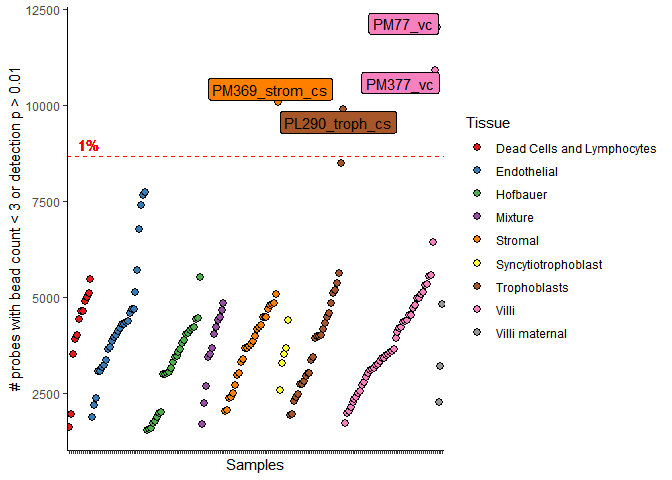 12500
10000
7500
5000
2500
# probes with bead count < 3 or detection p > 0.01
PM77_vc
PM377_vc
PM369_strom_cs
PL290_troph_cs
1%
Samples
Tissue
Dead Cells and Lymphocytes
Endothelial
Hofbauer
Mixture
Stromal
Syncytiotrophoblast
Trophoblasts
Villi
Villi maternal